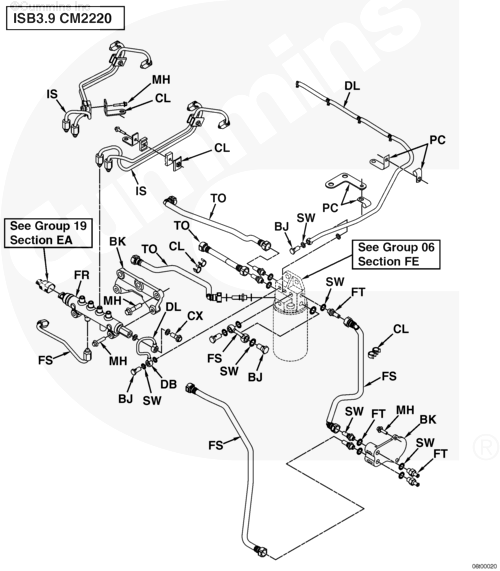 ©Cummins Inc
ISB3.9 CM2220
MH
IS
CL
DL
PC
CL
IS
PC
TO
SW
BJ
TO
See Group 19
Section EA
BK
TO
CL
See Group 06
Section FE
FR
SW
MH
DL
FT
CX
CL
FS
MH
FS
SW
FS
DB
BJ
BJ
SW
SW
FT
MH
BK
FS
SW
FT
cummins
®
08I00020